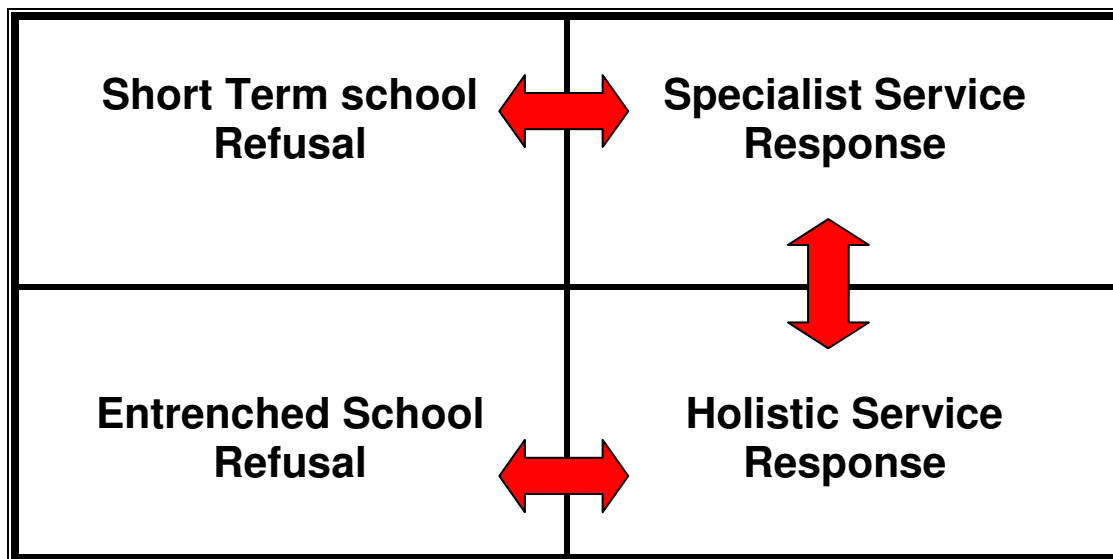 Short Term school
Refusal
Specialist Service
Response
Entrenched School
Refusal
Holistic Service
Response